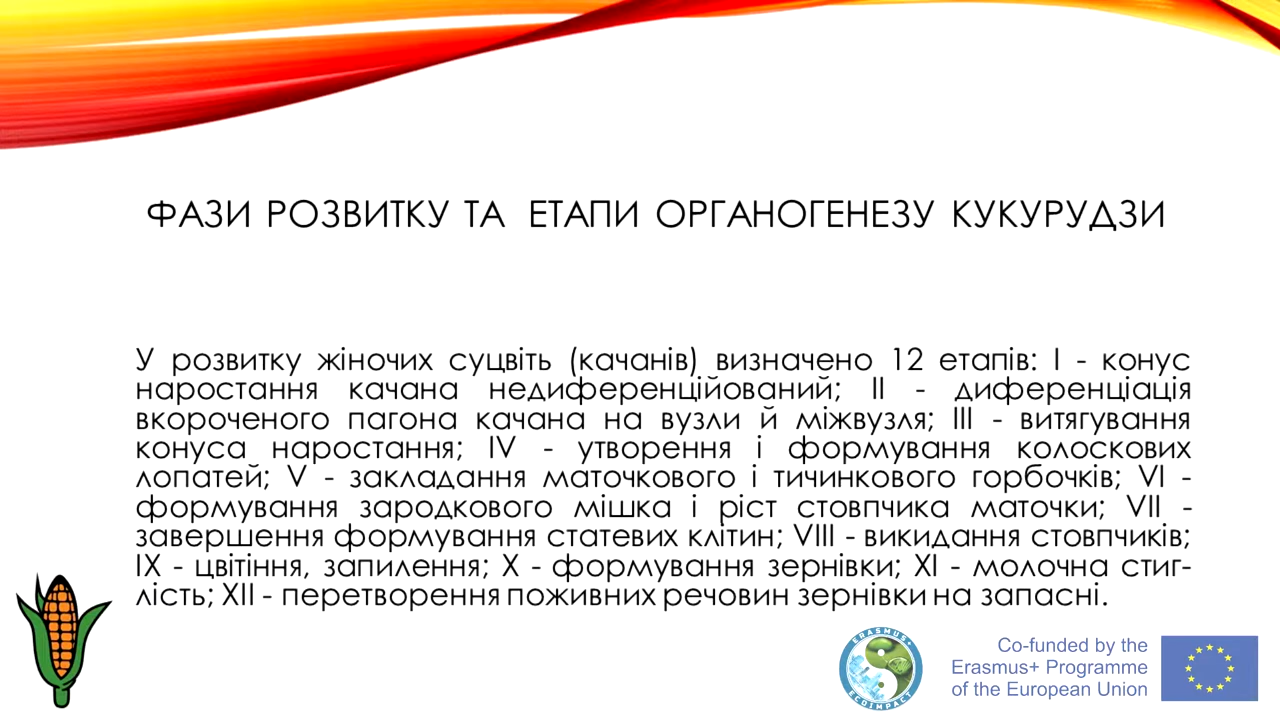 ФАЗИ РОЗВИТКУ ТА ЕТАПИ ОРГАНОГЕНЕЗУ КУКУРУДЗИ
У розвитку жіночих суцвіть (качанів) визначено 12 етапів: I - конус
наростання качана недиференційований; II - диференціація
вкороченого пагона качана на вузли й міжвузля; III - витягування
конуса наростання; IV - утворення і формування колоскових
лопатей; V - закладання маточкового і тичинкового горбочків; VI -
формування зародкового мішка і ріст стовпчика маточки; VII -
завершення формування статевих клітин; VIII - викидання стовпчиків;
IX - цвітіння, запилення; X - формування зернівки; XI - молочна стиг-
лість; XII - перетворення поживних речовин зернівки на запасні.
ERASMUS+
ECOIMPACT
Co-funded by the
Erasmus+ Programme
of the European Union